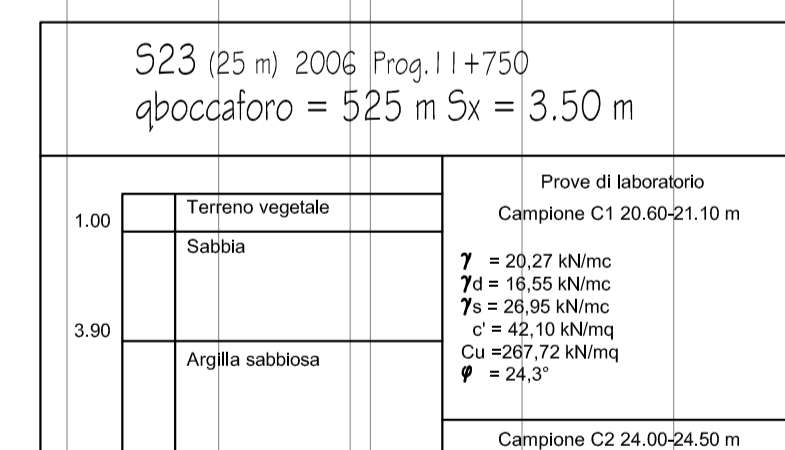 S23 (25 m) 2006 Prog.11+750
qboccaforo = 525 m Sx = 3.50 m
1.00
Terreno vegetale
Sabbia
3.90
Argilla sabbiosa
Prove di laboratorio
Campione C1 20.60-21.10 m
γ = 20,27 kN/mc
γd = 16,55 kN/mc
γs = 26,95 kN/mc
c' = 42,10 kN/mq
Cu =267,72 kN/mq
φ = 24,3°
Campione C2 24.00-24.50 m